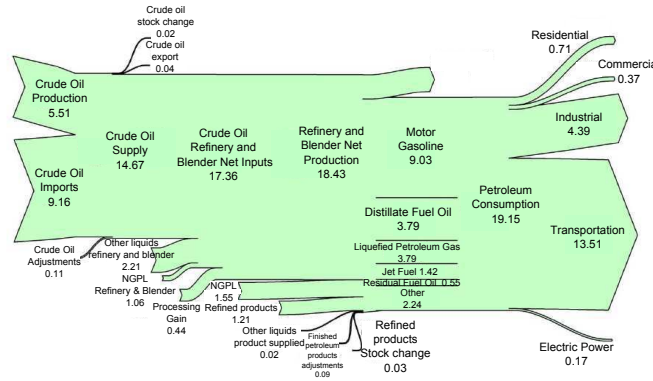 Crude oil
stock change
0.02
Crude oil
export
0.04
Residential
0.71
Commercia
0.37
Crude Oil
Production
5.51
Crude Oil
Supply
14.67
Crude Oil
Refinery and
Blender Net Inputs
17.36
Refinery and
Blender Net
Production
18.43
Motor
Gasoline
9.03
Industrial
4.39
Crude Oil
Imports
9.16
Distillate Fuel Oil
3.79
Petroleum
Consumption
19.15
Transportation
13.51
Liquefied Petroleum Gas
3.79
Jet Fuel 1.42
Residual Fuel Oil 0.55
Other
2.24
Crude Oil
Adjustments
0.11
Other liquids
refinery and blender
2.21
NGPL
Refinery & Blender
1.06
Processing
Gain
0.44
NGPL
1.55
Refined products
1.21
Other liquids
product supplied
0.02
Finished
petroleum
products
adjustments
0.09
Refined
products
Stock change
0.03
Electric Power
0.17